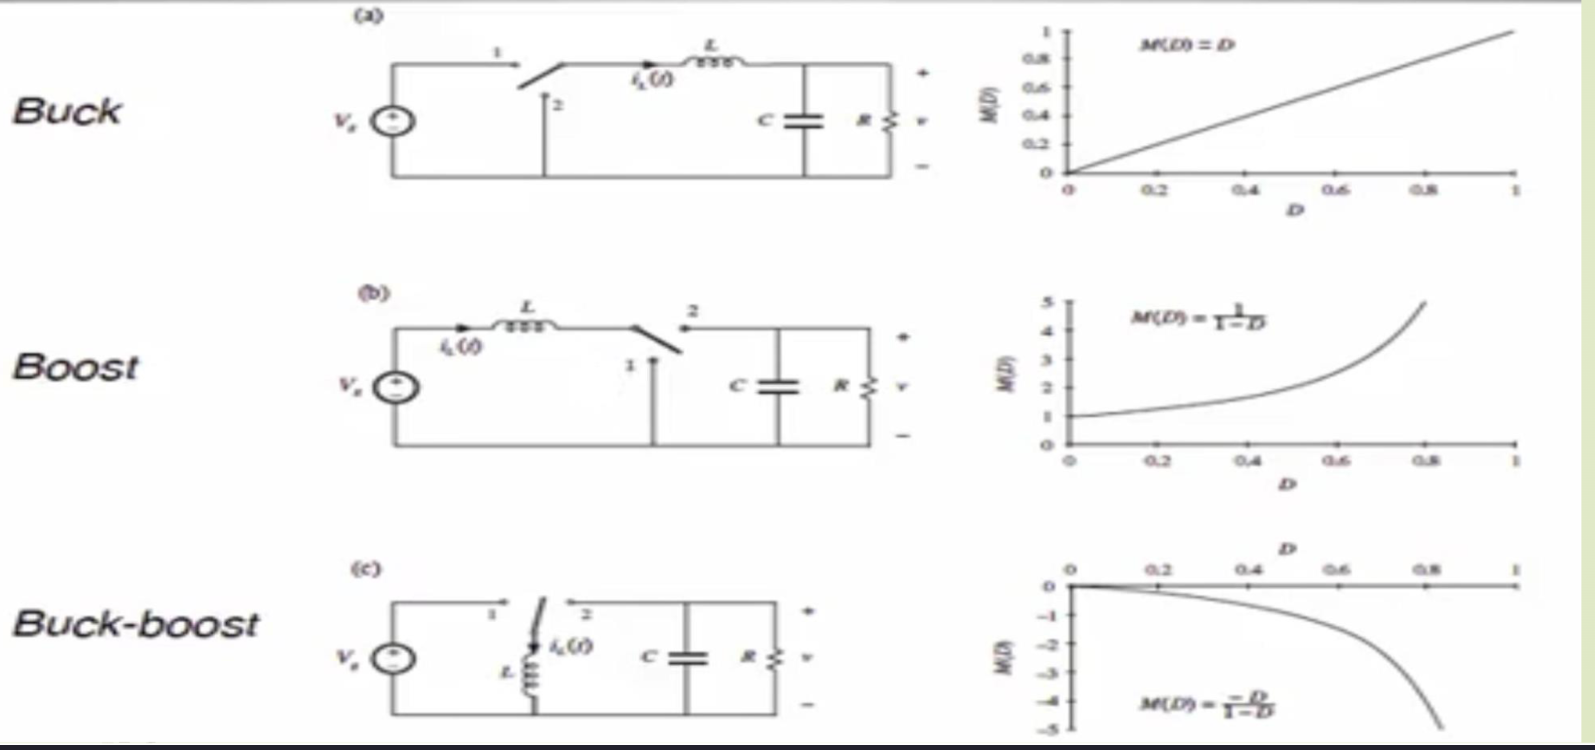 (a)
Buck
1
2
L
i_L(t)
V_g
+
−
C
R
+
v
−
M(D) = D
M(D)
1
0.8
0.6
0.4
0.2
0
0 0.2 0.4 0.6 0.8 1
D
(b)
Boost
L
i_L(t)
2
1
V_g
+
−
C
R
+
v
−
M(D) = 1/(1−D)
M(D)
5
4
3
2
1
0
0 0.2 0.4 0.6 0.8 1
D
(c)
Buck-boost
1
2
i_L(t)
L
V_g
+
−
C
R
+
v
−
D
0 0.2 0.4 0.6 0.8 1
0
−1
−2
−3
−4
−5
M(D)
M(D) = −D/(1−D)